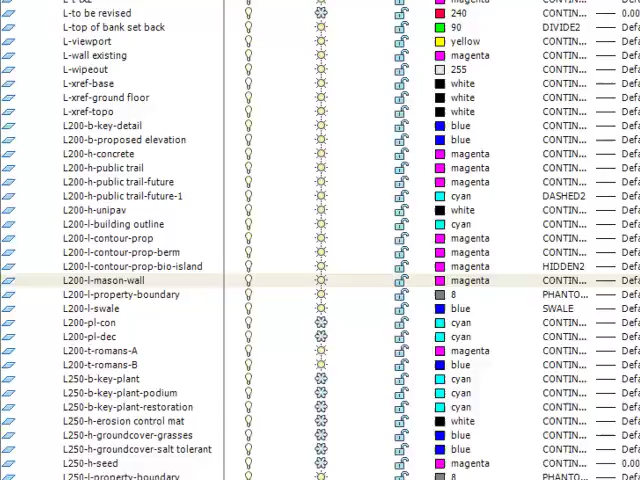 L-to be revised 240 CONTIN... 0.00
L-top of bank set back 90 DIVIDE2 Defa
L-viewport yellow CONTIN... Defa
L-wall existing magenta CONTIN... Defa
L-wipeout 255 CONTIN... Defa
L-xref-base white CONTIN... Defa
L-xref-ground floor white CONTIN... Defa
L-xref-topo white CONTIN... Defa
L200-b-key-detail blue CONTIN... Defa
L200-b-proposed elevation blue CONTIN... Defa
L200-h-concrete magenta CONTIN... Defa
L200-h-public trail magenta CONTIN... Defa
L200-h-public trail-future magenta CONTIN... Defa
L200-h-public trail-future-1 cyan DASHED2 Defa
L200-h-unipav white CONTIN... Defa
L200-l-building outline cyan CONTIN... Defa
L200-l-contour-prop magenta CONTIN... Defa
L200-l-contour-prop-berm magenta CONTIN... Defa
L200-l-contour-prop-bio-island magenta HIDDEN2 Defa
L200-l-mason-wall magenta CONTIN... Defa
L200-l-property-boundary 8 PHANTO... Defa
L200-l-swale blue SWALE Defa
L200-pl-con cyan CONTIN... Defa
L200-pl-dec cyan CONTIN... Defa
L200-t-romans-A magenta CONTIN... Defa
L200-t-romans-B blue CONTIN... Defa
L250-b-key-plant cyan CONTIN... Defa
L250-b-key-plant-podium cyan CONTIN... Defa
L250-b-key-plant-restoration cyan CONTIN... Defa
L250-h-erosion control mat white CONTIN... Defa
L250-h-groundcover-grasses blue CONTIN... Defa
L250-h-groundcover-salt tolerant blue CONTIN... Defa
L250-h-seed magenta CONTIN... 0.00
L250-l-property-boundary 8 PHANTO... Defa